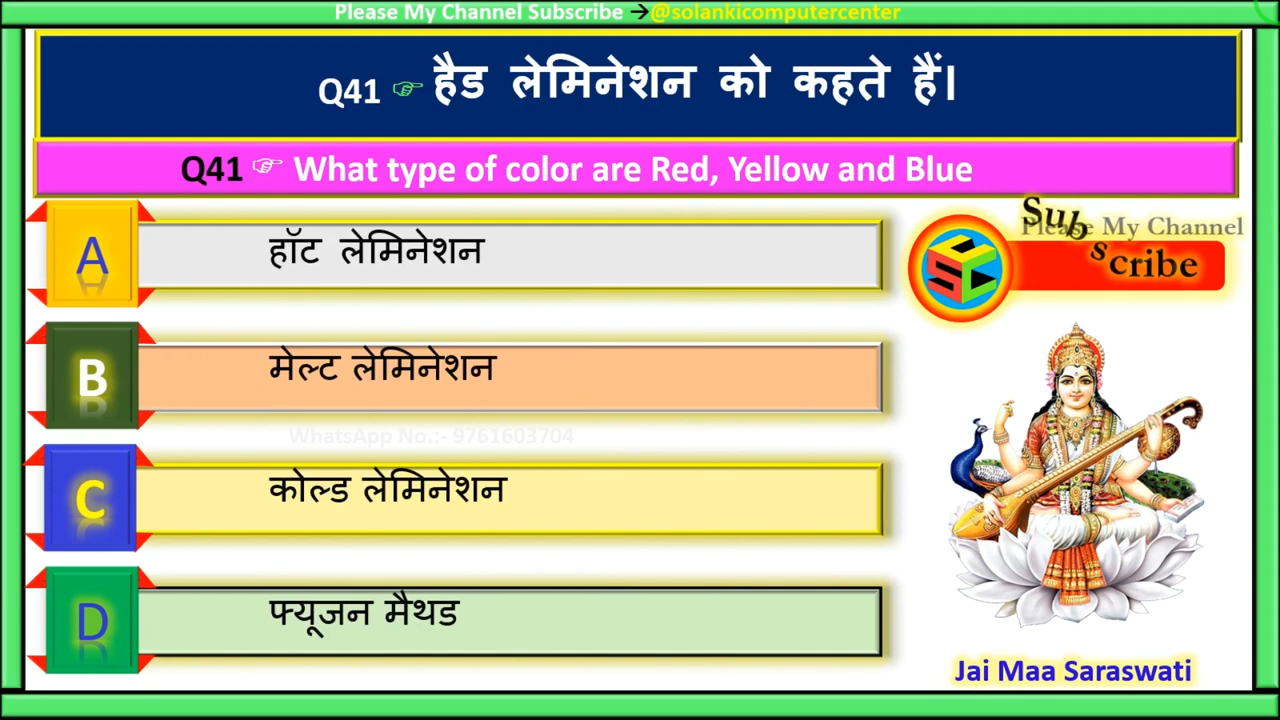 Please My Channel Subscribe →@solankicomputercenter
Q41 ☞ हैड लेमिनेशन को कहते हैं।
Q41 ☞ What type of color are Red, Yellow and Blue
A हॉट लेमिनेशन
Please My Channel
Subscribe
SCC
B मेल्ट लेमिनेशन
WhatsApp No.:- 9761603704
C कोल्ड लेमिनेशन
D फ्यूजन मैथड
Jai Maa Saraswati